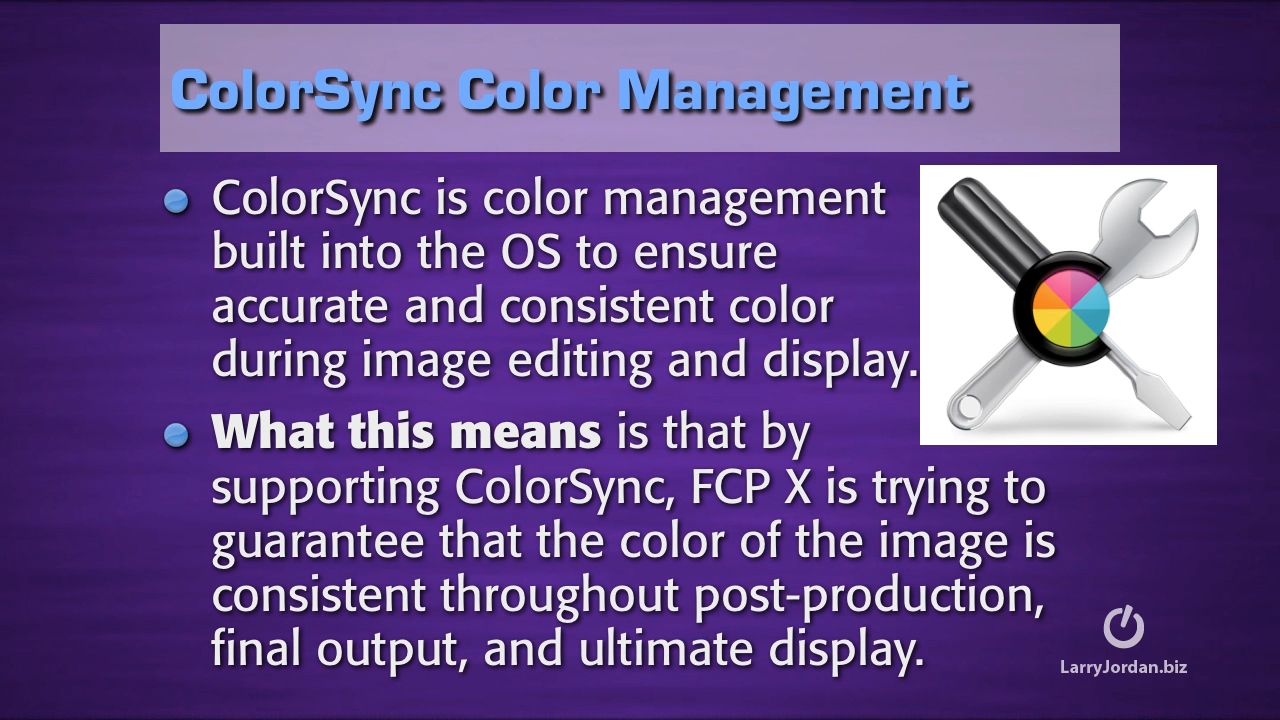 ColorSync Color Management
ColorSync is color management
built into the OS to ensure
accurate and consistent color
during image editing and display.
What this means is that by
supporting ColorSync, FCP X is trying to
guarantee that the color of the image is
consistent throughout post-production,
final output, and ultimate display.
LarryJordan.biz